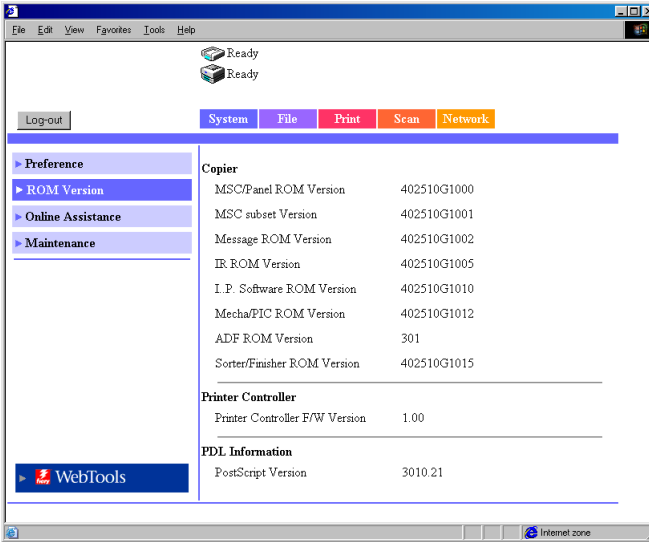 File Edit View Favorites Tools Help
Ready
Ready
Log-out
System File Print Scan Network
Preference
ROM Version
Online Assistance
Maintenance
Copier
MSC/Panel ROM Version 402510G1000
MSC subset Version 402510G1001
Message ROM Version 402510G1002
IR ROM Version 402510G1005
I..P. Software ROM Version 402510G1010
Mecha/PIC ROM Version 402510G1012
ADF ROM Version 301
Sorter/Finisher ROM Version 402510G1015
Printer Controller
Printer Controller F/W Version 1.00
PDL Information
PostScript Version 3010.21
fiery WebTools
Internet zone